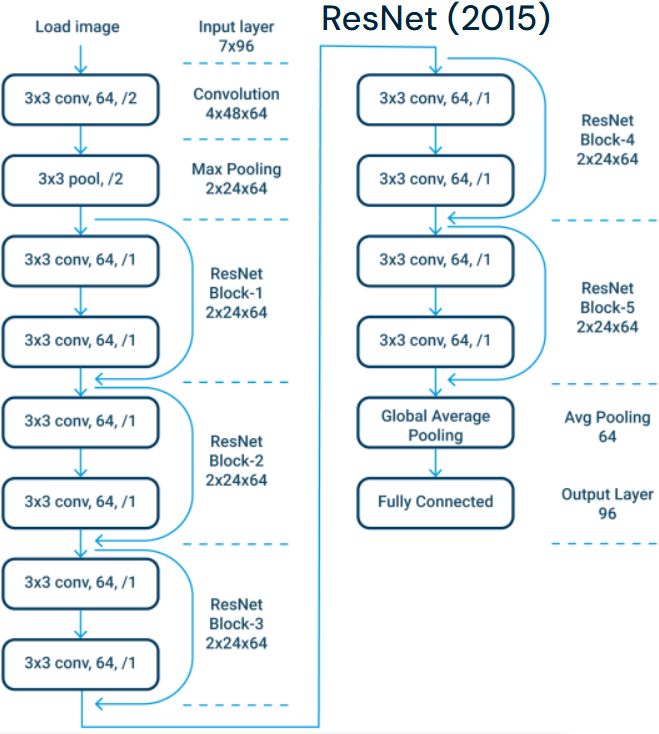 ResNet (2015)
Load image
Input layer
7x96
3x3 conv, 64, /2
Convolution
4x48x64
3x3 pool, /2
Max Pooling
2x24x64
3x3 conv, 64, /1
3x3 conv, 64, /1
ResNet
Block-1
2x24x64
3x3 conv, 64, /1
3x3 conv, 64, /1
ResNet
Block-2
2x24x64
3x3 conv, 64, /1
3x3 conv, 64, /1
ResNet
Block-3
2x24x64
3x3 conv, 64, /1
3x3 conv, 64, /1
ResNet
Block-4
2x24x64
3x3 conv, 64, /1
3x3 conv, 64, /1
ResNet
Block-5
2x24x64
Global Average
Pooling
Avg Pooling
64
Fully Connected
Output Layer
96